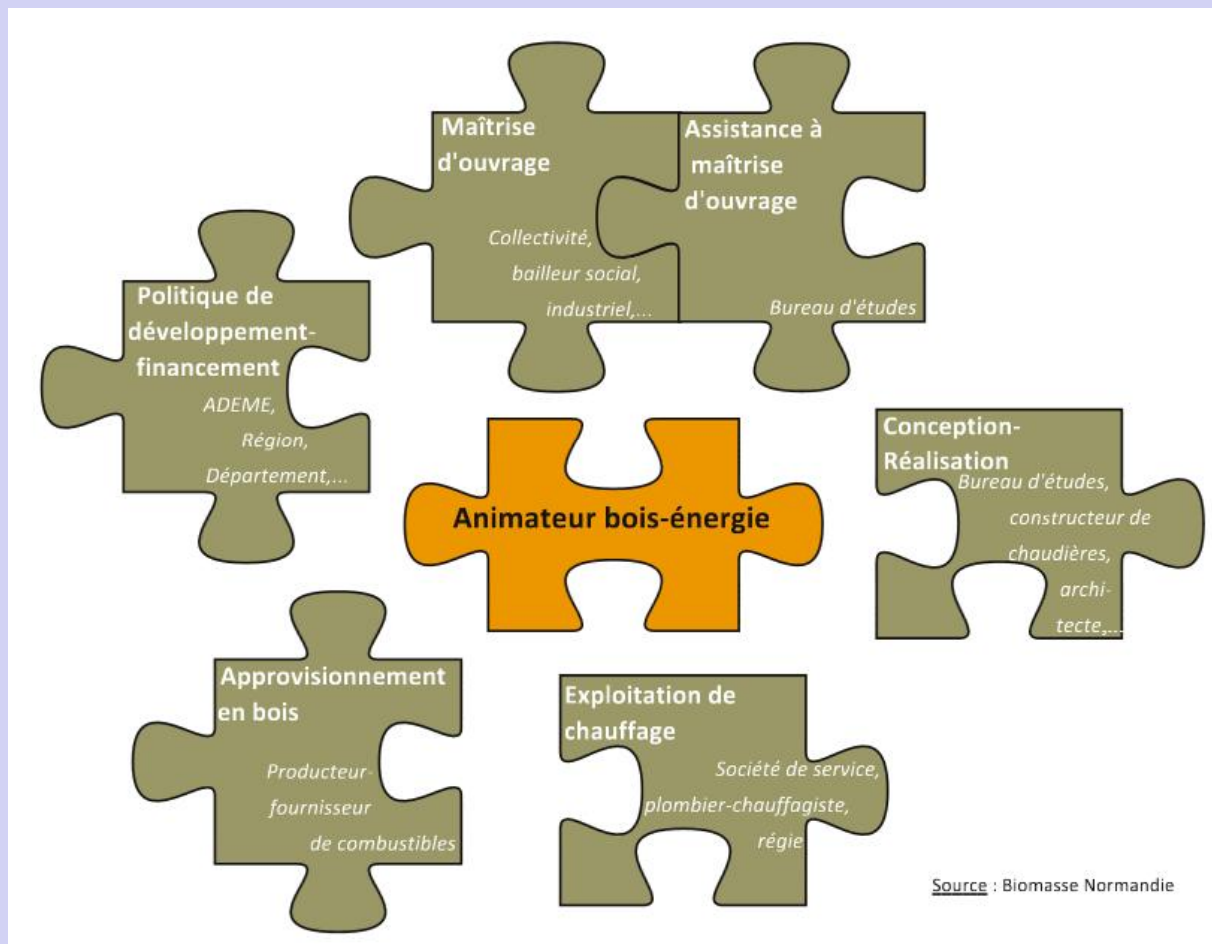 Maîtrise
d'ouvrage
Collectivité,
bailleur social,
industriel,...
Assistance à
maîtrise
d'ouvrage
Bureau d'études
Politique de
développement-
financement
ADEME,
Région,
Département,...
Animateur bois-énergie
Conception-
Réalisation
Bureau d'études,
constructeur de
chaudières,
archi-
tecte,...
Approvisionnement
en bois
Producteur-
fournisseur
de combustibles
Exploitation de
chauffage
Société de service,
plombier-chauffagiste,
régie
Source : Biomasse Normandie